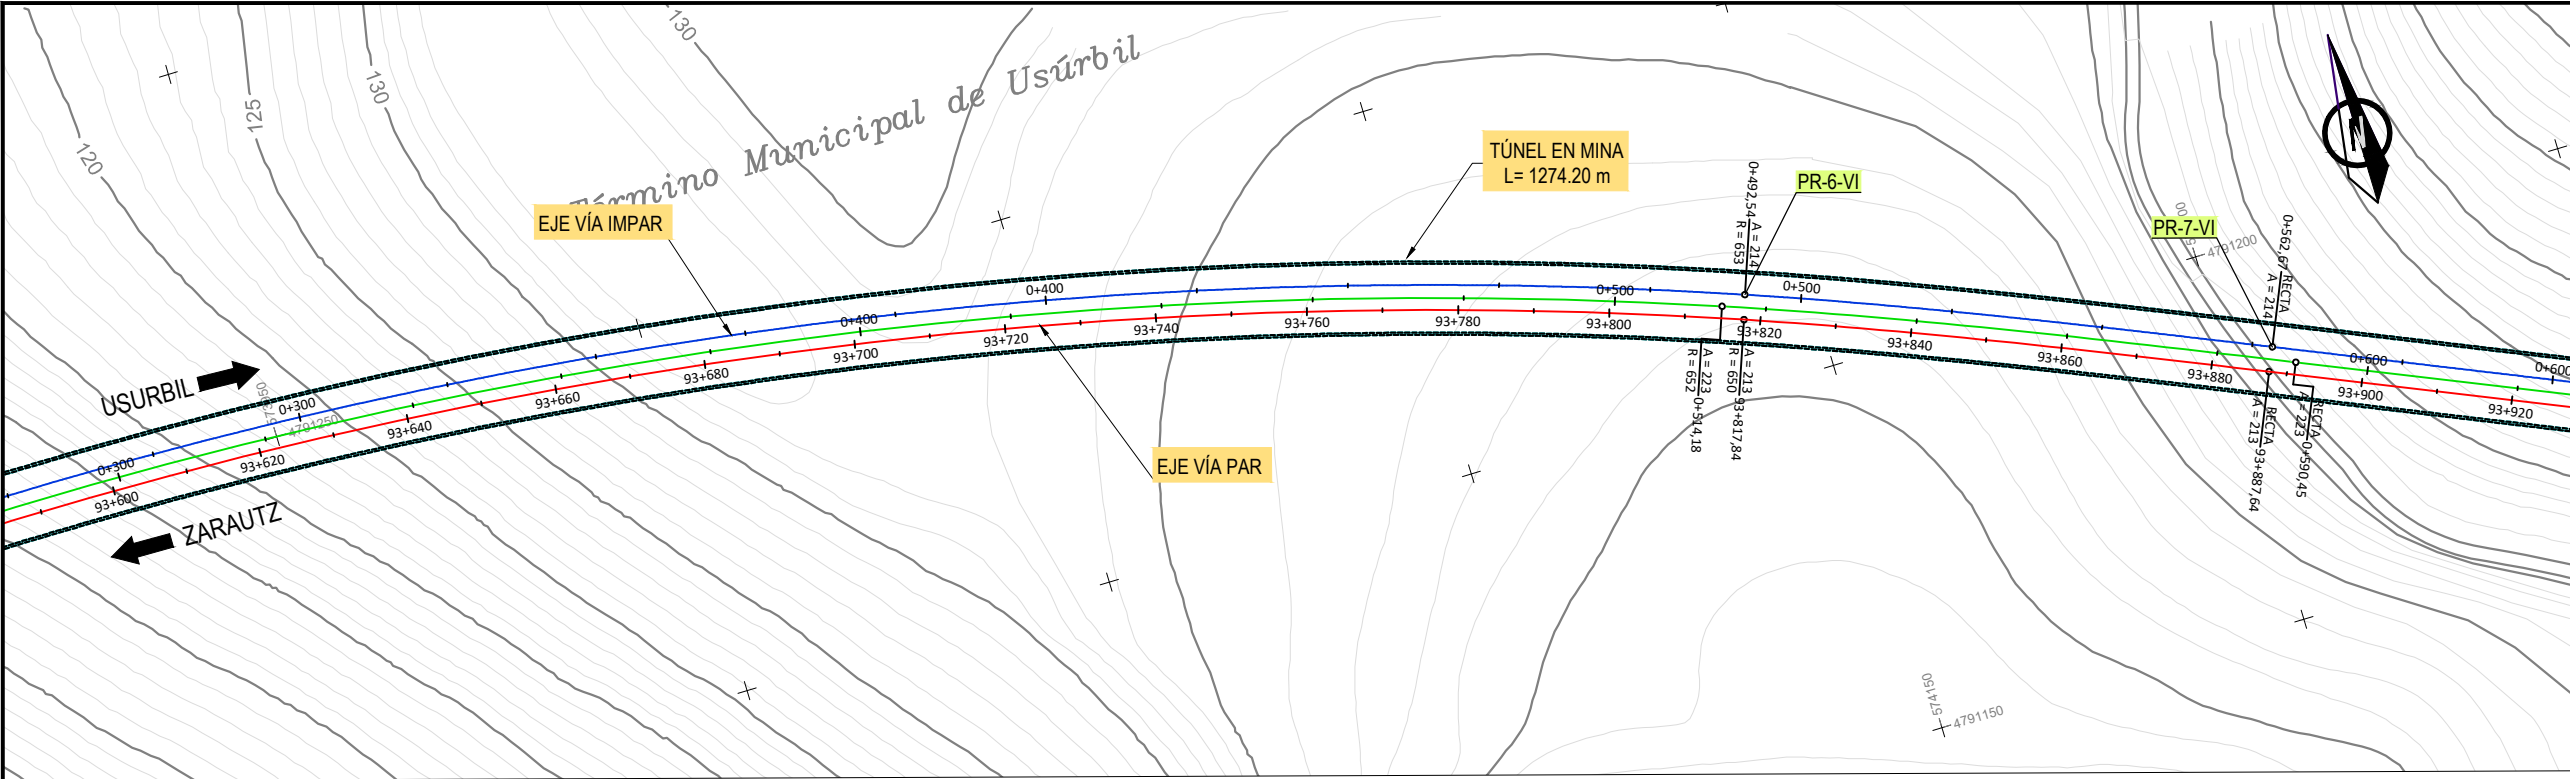 130
Término Municipal de Usúrbil
125
130
120
TÚNEL EN MINA
L= 1274.20 m
EJE VÍA IMPAR
PR-6-VI
PR-7-VI
N
0+492,54 A = 214
R = 653
0+562,67 RECTA
A = 214
4791200
USURBIL
ZARAUTZ
4791250
0+300
0+400
0+500
0+600
0+300
0+400
0+500
0+600
93+600
93+620
93+640
93+660
93+680
93+700
93+720
93+740
93+760
93+780
93+800
93+820
93+840
93+860
93+880
93+900
93+920
EJE VÍA PAR
A = 223 0+514,18
R = 652
A = 213 93+817,84
R = 650
RECTA 93+887,64
A = 213
RECTA 0+590,45
A = 223
574150
4791150